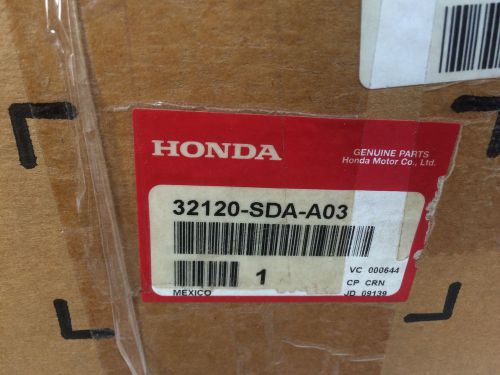 HONDA
GENUINE PARTS
Honda Motor Co., Ltd.
32120-SDA-A03
1
VC 000644
CP CRN
MEXICO
JD 09139